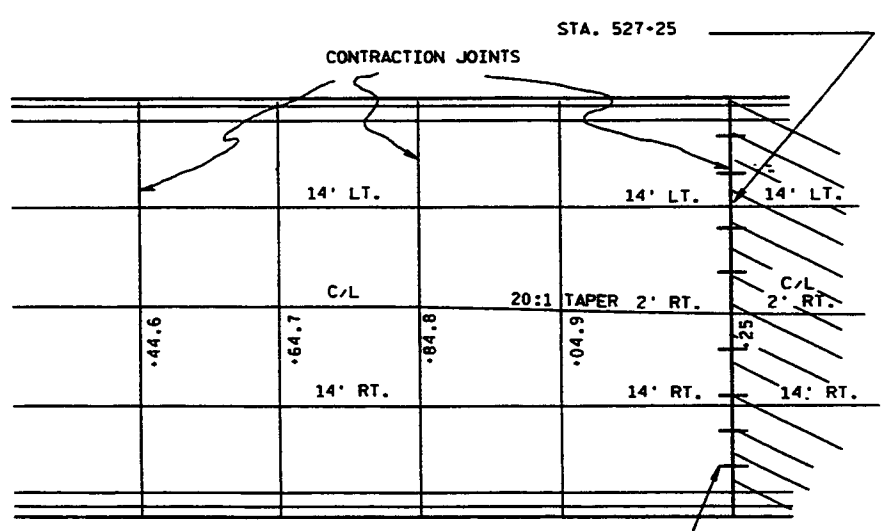 STA. 527+25
CONTRACTION JOINTS
14' LT.
14' LT.
14' LT.
C/L
20:1 TAPER
2' RT.
C/L
2' RT.
+44.6
+64.7
+84.8
+04.9
+25
14' RT.
14' RT.
14' RT.